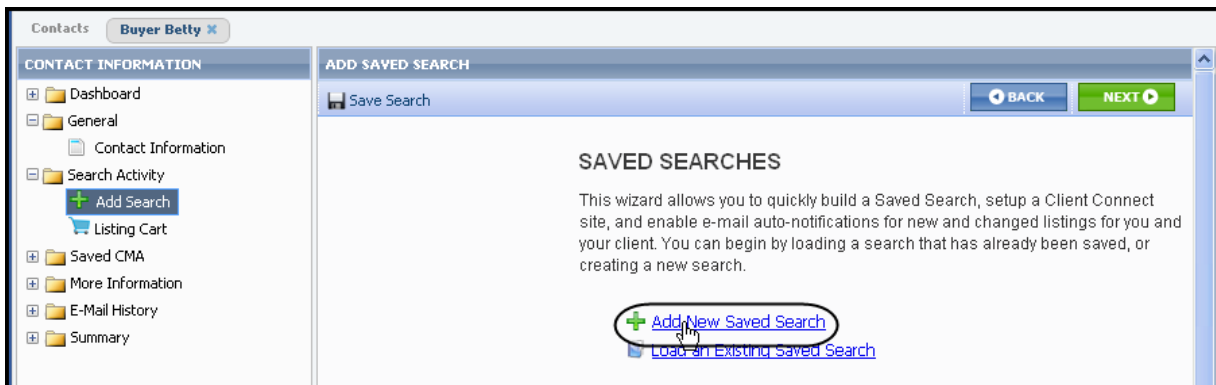 Contacts Buyer Betty ×
CONTACT INFORMATION
Dashboard
General
Contact Information
Search Activity
Add Search
Listing Cart
Saved CMA
More Information
E-Mail History
Summary
ADD SAVED SEARCH
Save Search BACK NEXT
SAVED SEARCHES
This wizard allows you to quickly build a Saved Search, setup a Client Connect
site, and enable e-mail auto-notifications for new and changed listings for you and
your client. You can begin by loading a search that has already been saved, or
creating a new search.
Add New Saved Search
Load an Existing Saved Search